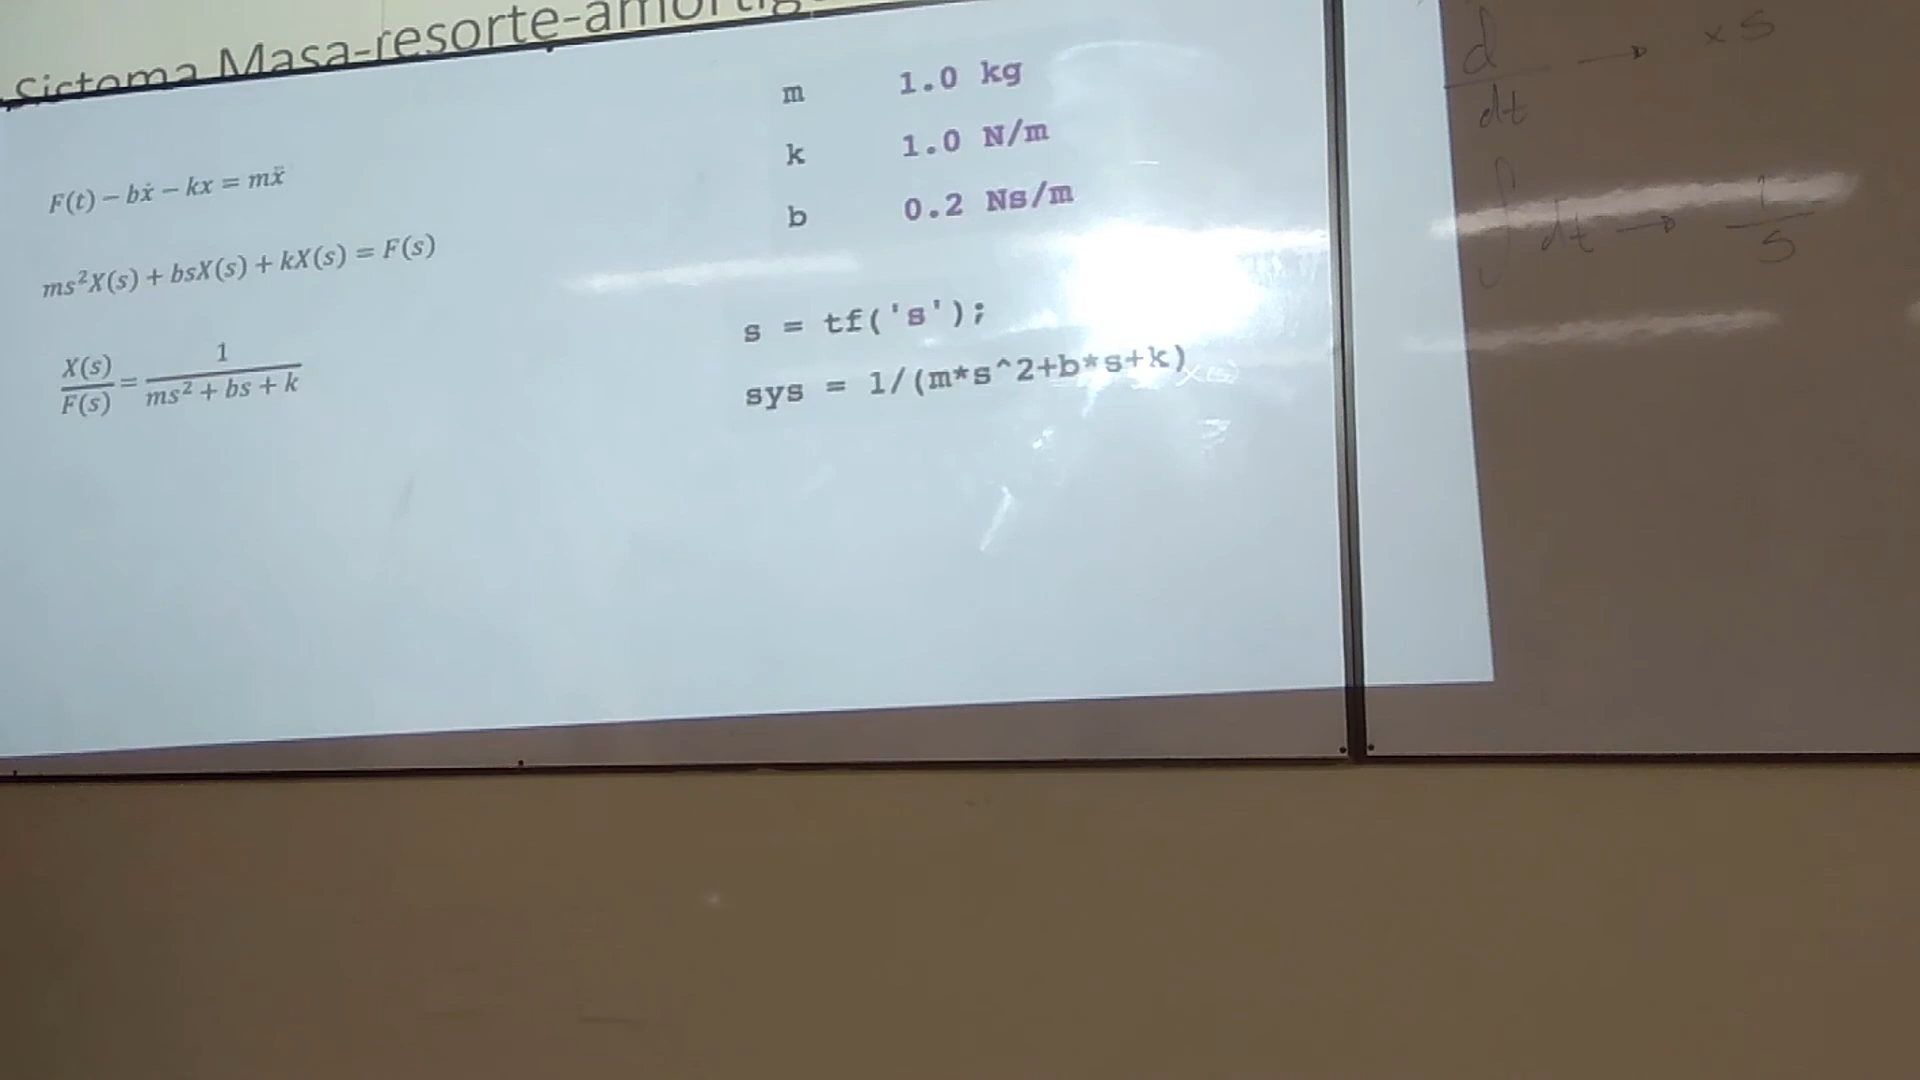 Sistema Masa-resorte-amortig
F(t) − bẋ − kx = mẍ
ms²X(s) + bsX(s) + kX(s) = F(s)
X(s)/F(s) = 1/(ms² + bs + k)
m 1.0 kg
k 1.0 N/m
b 0.2 Ns/m
s = tf('s');
sys = 1/(m*s^2+b*s+k)
X(s)
d/dt → x s
∫ dt → 1/s